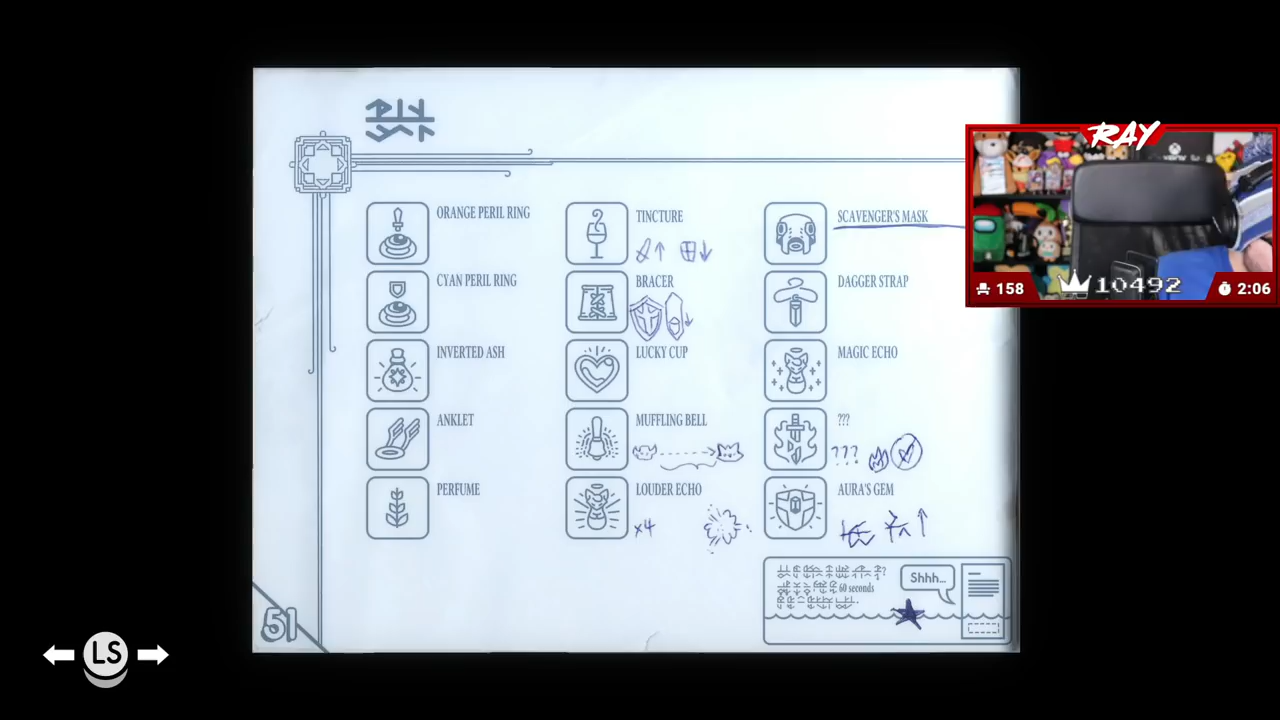 ORANGE PERIL RING
CYAN PERIL RING
INVERTED ASH
ANKLET
PERFUME
TINCTURE
BRACER
LUCKY CUP
MUFFLING BELL
LOUDER ECHO
x4
SCAVENGER'S MASK
DAGGER STRAP
MAGIC ECHO
???
???
AURA'S GEM
60 seconds
Shhh...
51
LS
RAY
158
10492
2:06